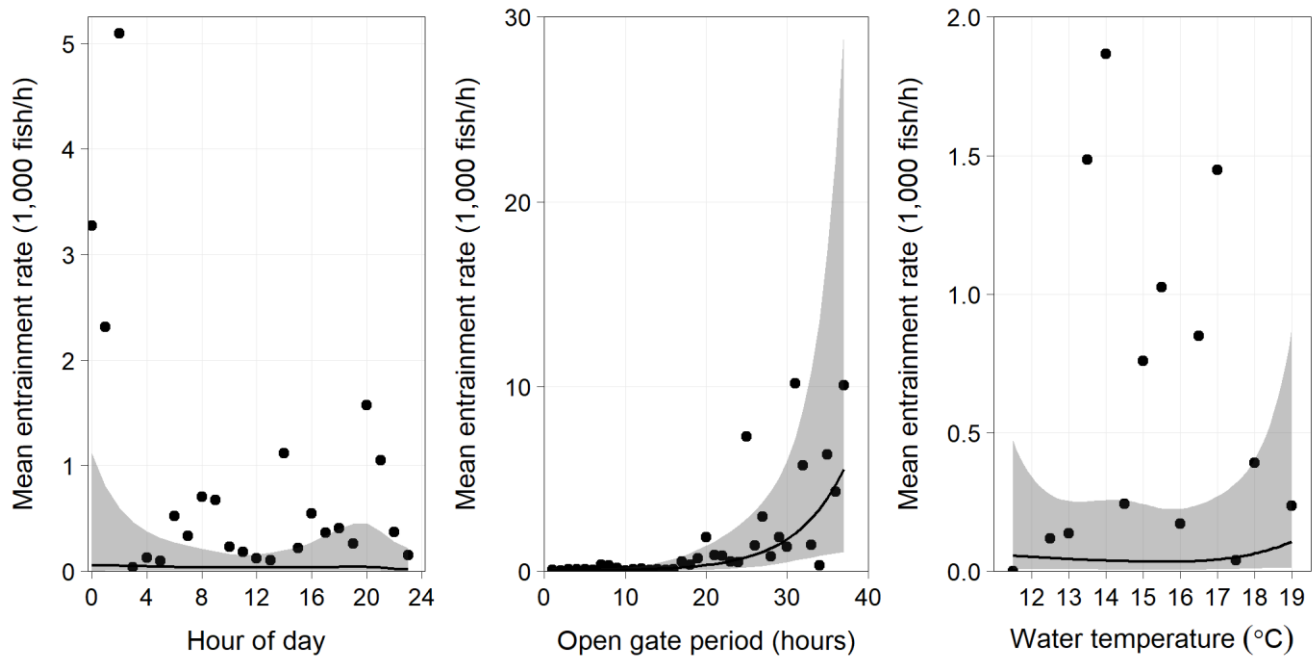 Mean entrainment rate (1,000 fish/h)
5
4
3
2
1
0
0 4 8 12 16 20 24
Hour of day
Mean entrainment rate (1,000 fish/h)
30
20
10
0
0 10 20 30 40
Open gate period (hours)
Mean entrainment rate (1,000 fish/h)
2.0
1.5
1.0
0.5
0.0
12 13 14 15 16 17 18 19
Water temperature (°C)